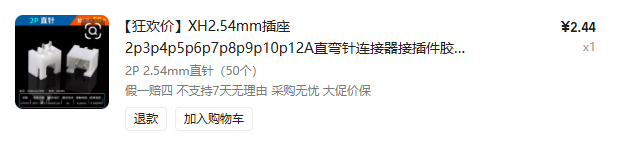 2P 直针
【狂欢价】XH2.54mm插座
¥2.44
2p3p4p5p6p7p8p9p10p12A直弯针连接器接插件胶...
x1
2P 2.54mm直针（50个）
假一赔四 不支持7天无理由 采购无忧 大促价保
退款
加入购物车